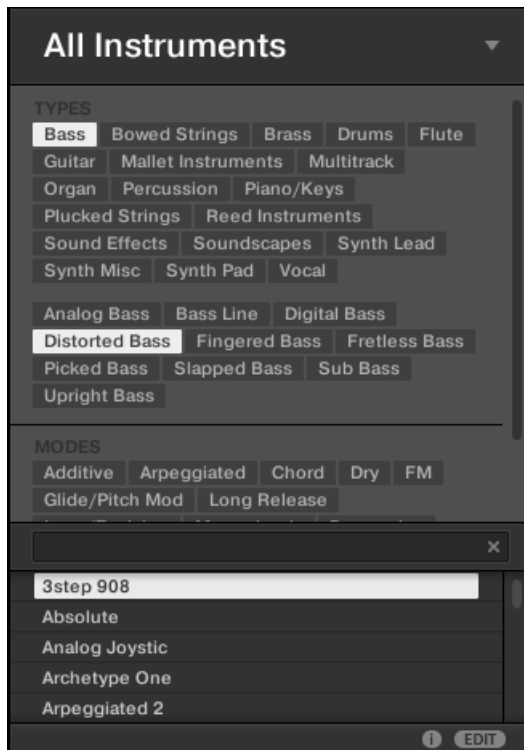 All Instruments
TYPES
Bass Bowed Strings Brass Drums Flute
Guitar Mallet Instruments Multitrack
Organ Percussion Piano/Keys
Plucked Strings Reed Instruments
Sound Effects Soundscapes Synth Lead
Synth Misc Synth Pad Vocal
Analog Bass Bass Line Digital Bass
Distorted Bass Fingered Bass Fretless Bass
Picked Bass Slapped Bass Sub Bass
Upright Bass
MODES
Additive Arpeggiated Chord Dry FM
Glide/Pitch Mod Long Release
3step 908
Absolute
Analog Joystic
Archetype One
Arpeggiated 2
i EDIT